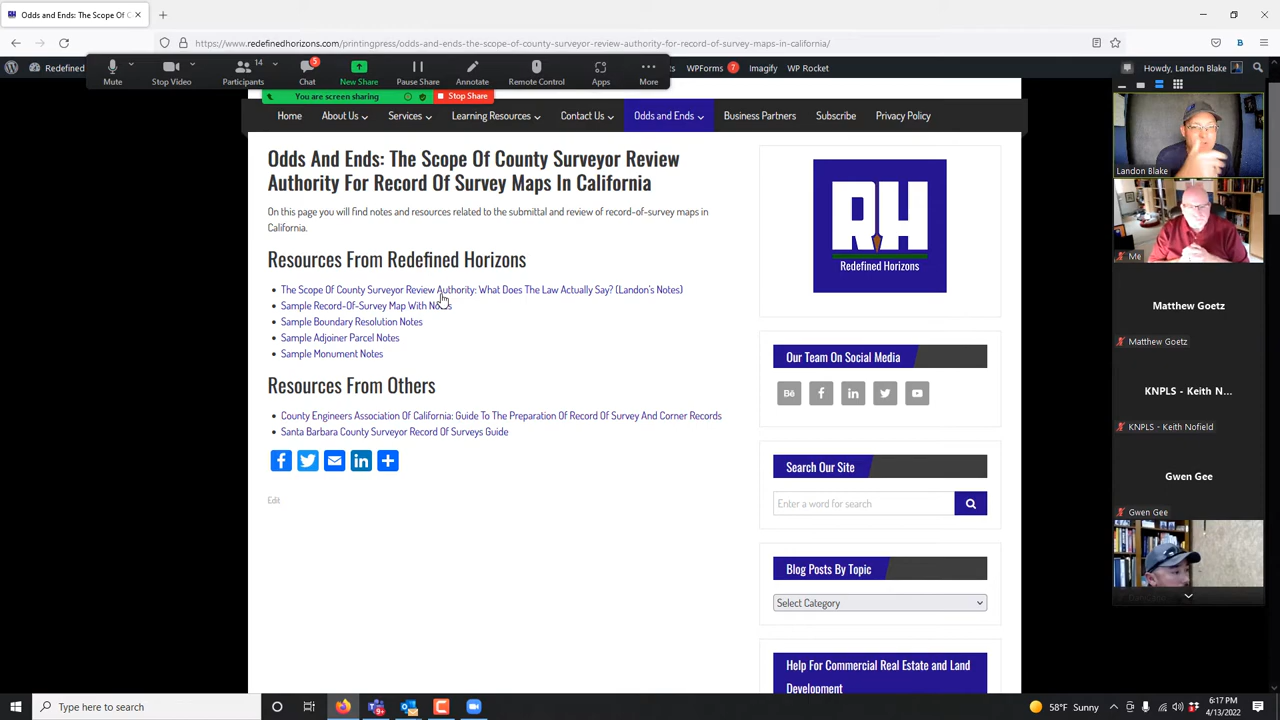 Odds and Ends: The Scope Of C
https://www.redefinedhorizons.com/printingpress/odds-and-ends-the-scope-of-county-surveyor-review-authority-for-record-of-survey-maps-in-california/
Redefined
WPForms 7
Imagify
WP Rocket
Howdy, Landon Blake
Mute
Stop Video
14
Participants
5
Chat
New Share
Pause Share
Annotate
Remote Control
Apps
More
You are screen sharing
Stop Share
Home
About Us
Services
Learning Resources
Contact Us
Odds and Ends
Business Partners
Subscribe
Privacy Policy
Odds And Ends: The Scope Of County Surveyor Review
Authority For Record Of Survey Maps In California
On this page you will find notes and resources related to the submittal and review of record-of-survey maps in
California.
Resources From Redefined Horizons
The Scope Of County Surveyor Review Authority: What Does The Law Actually Say? (Landon's Notes)
Sample Record-Of-Survey Map With Notes
Sample Boundary Resolution Notes
Sample Adjoiner Parcel Notes
Sample Monument Notes
Resources From Others
County Engineers Association Of California: Guide To The Preparation Of Record Of Survey And Corner Records
Santa Barbara County Surveyor Record Of Surveys Guide
Edit
RH
Redefined Horizons
Our Team On Social Media
Bē
Search Our Site
Enter a word for search
Blog Posts By Topic
Select Category
Help For Commercial Real Estate and Land
Development
Landon Blake
Me
Matthew Goetz
Matthew Goetz
KNPLS - Keith N...
KNPLS - Keith Nofield
Gwen Gee
Gwen Gee
Type here to search
58°F Sunny
6:17 PM
4/13/2022